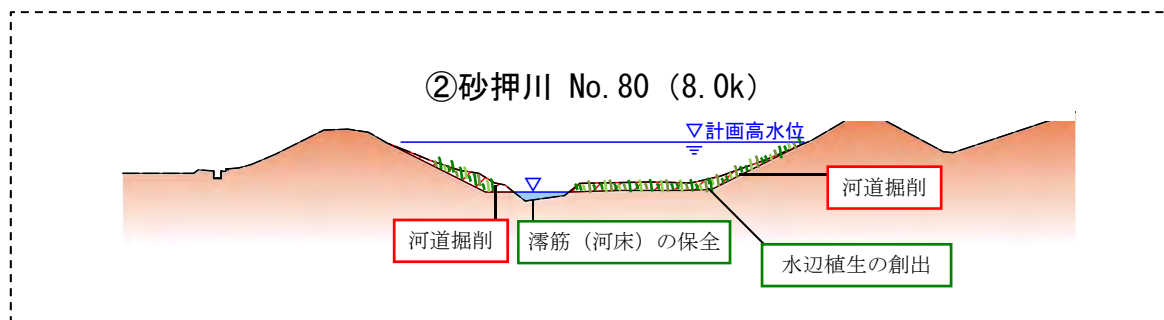 ②砂押川 No.80 (8.0k)
▽計画高水位
▽
河道掘削
河道掘削
澪筋（河床）の保全
水辺植生の創出